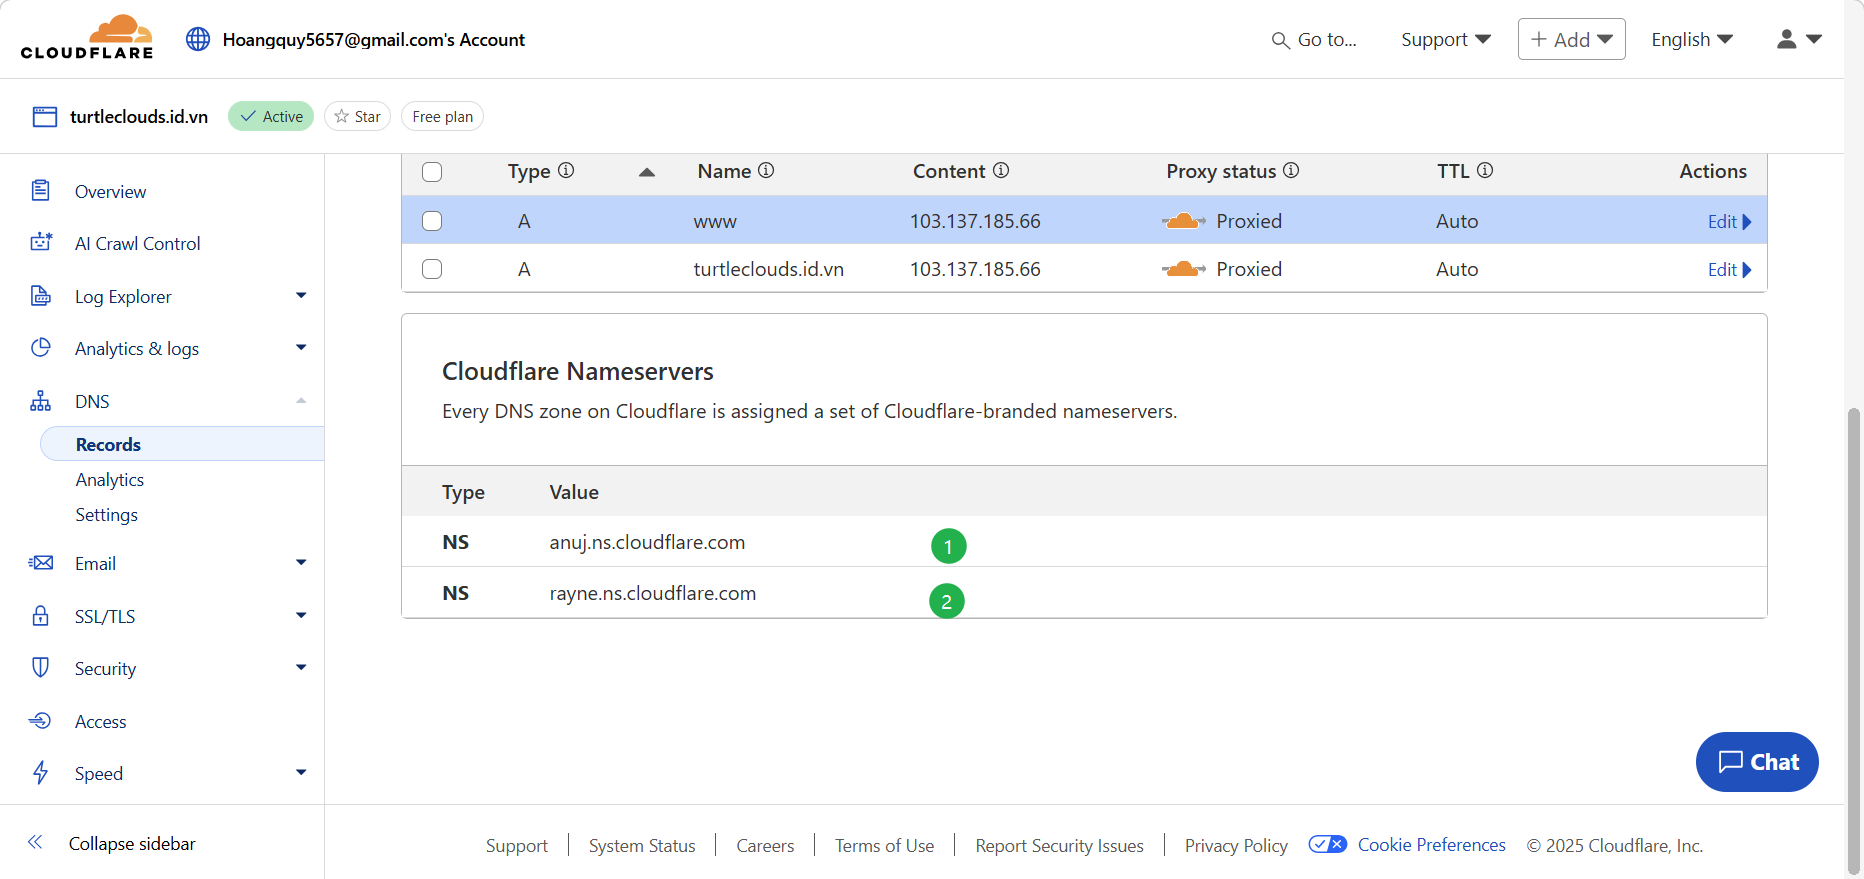 CLOUDFLARE
Hoangquy5657@gmail.com's Account
Go to...
Support
+ Add
English
turtleclouds.id.vn
Active
Star
Free plan
Overview
AI Crawl Control
Log Explorer
Analytics & logs
DNS
Records
Analytics
Settings
Email
SSL/TLS
Security
Access
Speed
Collapse sidebar
Type Name Content Proxy status TTL Actions
A www 103.137.185.66 Proxied Auto Edit
A turtleclouds.id.vn 103.137.185.66 Proxied Auto Edit
Cloudflare Nameservers
Every DNS zone on Cloudflare is assigned a set of Cloudflare-branded nameservers.
Type Value
NS anuj.ns.cloudflare.com 1
NS rayne.ns.cloudflare.com 2
Chat
Support System Status Careers Terms of Use Report Security Issues Privacy Policy Cookie Preferences © 2025 Cloudflare, Inc.